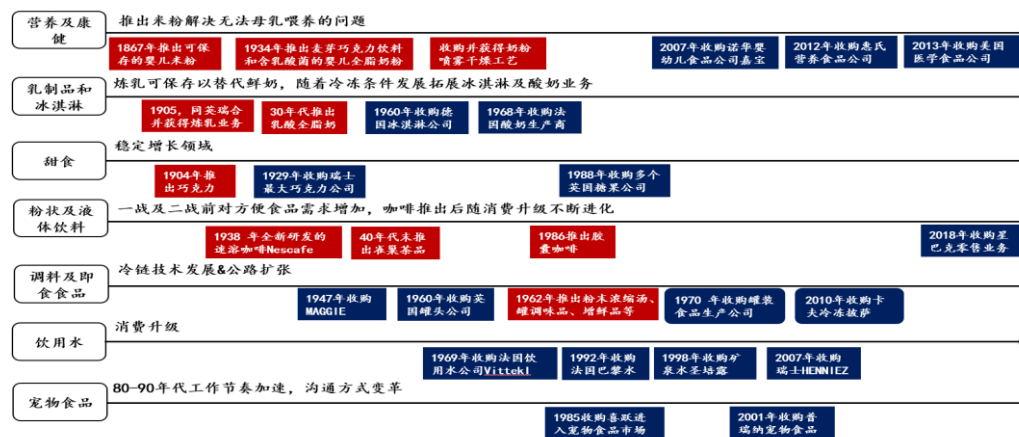 营养及康
健
推出米粉解决无法母乳喂养的问题
1867年推出可保
存的婴儿米粉
1934年推出麦芽巧克力饮料
和含乳酸菌的婴儿全脂奶粉
收购并获得奶粉
喷雾干燥工艺
2007年收购诺华婴
幼儿食品公司嘉宝
2012年收购惠氏
营养食品公司
2013年收购美国
医学食品公司
乳制品和
冰淇淋
炼乳可保存以替代鲜奶，随着冷冻条件发展拓展冰淇淋及酸奶业务
1905，同英瑞合
并获得炼乳业务
30年代推出
乳酸全脂奶
1960年收购德
国冰淇淋公司
1968年收购法
国酸奶生产商
甜食
稳定增长领域
1904年推
出巧克力
1929年收购瑞士
最大巧克力公司
1988年收购多个
英国糖果公司
粉状及液
体饮料
一战及二战前对方便食品需求增加，咖啡推出后随消费升级不断进化
1938 年全新研发的
速溶咖啡Nescafe
40年代末推
出雀巢茶品
1986推出胶
囊咖啡
2018年收购星
巴克零售业务
调料及即
食食品
冷链技术发展&公路扩张
1947年收购
MAGGIE
1960年收购英
国罐头公司
1962年推出粉末浓缩汤、
罐调味品、增鲜品等
1970 年收购罐装
食品生产公司
2010年收购卡
夫冷冻披萨
饮用水
消费升级
1969年收购法国饮
用水公司Vittekl
1992年收购
法国巴黎水
1998年收购矿
泉水圣培露
2007年收购
瑞士HENNIEZ
宠物食品
80-90年代工作节奏加速，沟通方式变革
1985收购喜跃进
入宠物食品市场
2001年收购普
瑞纳宠物食品